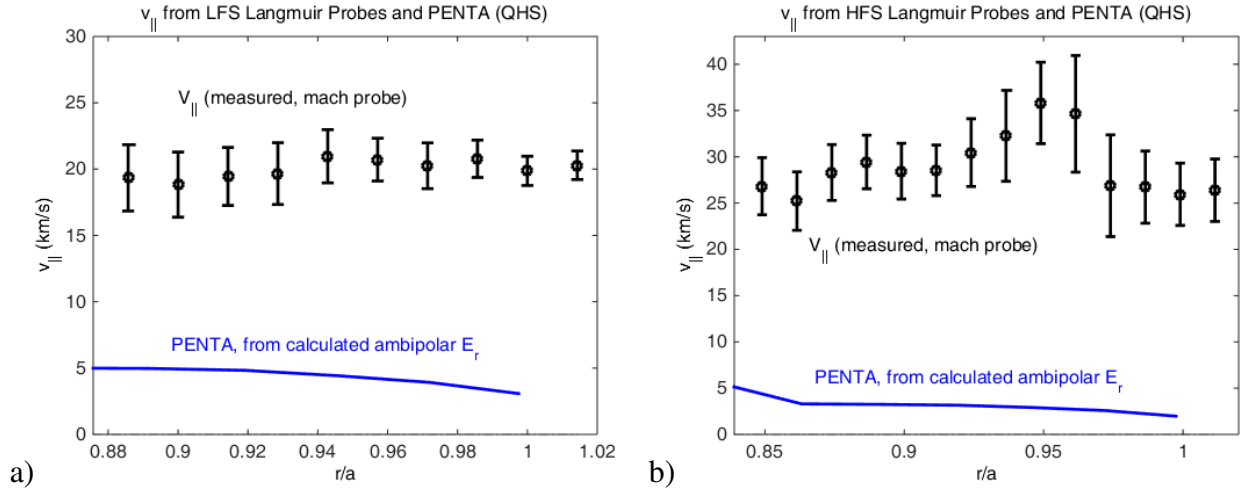 v|| from LFS Langmuir Probes and PENTA (QHS)
30
25
20
15
10
5
0
v|| (km/s)
V|| (measured, mach probe)
PENTA, from calculated ambipolar Er
0.88 0.9 0.92 0.94 0.96 0.98 1 1.02
r/a
a)
v|| from HFS Langmuir Probes and PENTA (QHS)
40
35
30
25
20
15
10
5
0
v|| (km/s)
V|| (measured, mach probe)
PENTA, from calculated ambipolar Er
0.85 0.9 0.95 1
r/a
b)